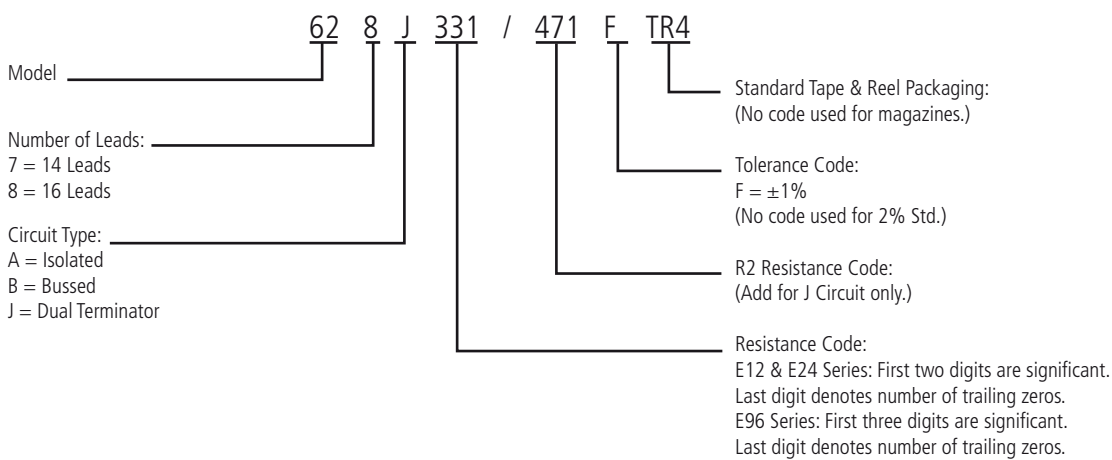 62 8 J 331 / 471 F TR4
Model
Number of Leads:
7 = 14 Leads
8 = 16 Leads
Circuit Type:
A = Isolated
B = Bussed
J = Dual Terminator
Standard Tape & Reel Packaging:
(No code used for magazines.)
Tolerance Code:
F = ±1%
(No code used for 2% Std.)
R2 Resistance Code:
(Add for J Circuit only.)
Resistance Code:
E12 & E24 Series: First two digits are significant.
Last digit denotes number of trailing zeros.
E96 Series: First three digits are significant.
Last digit denotes number of trailing zeros.